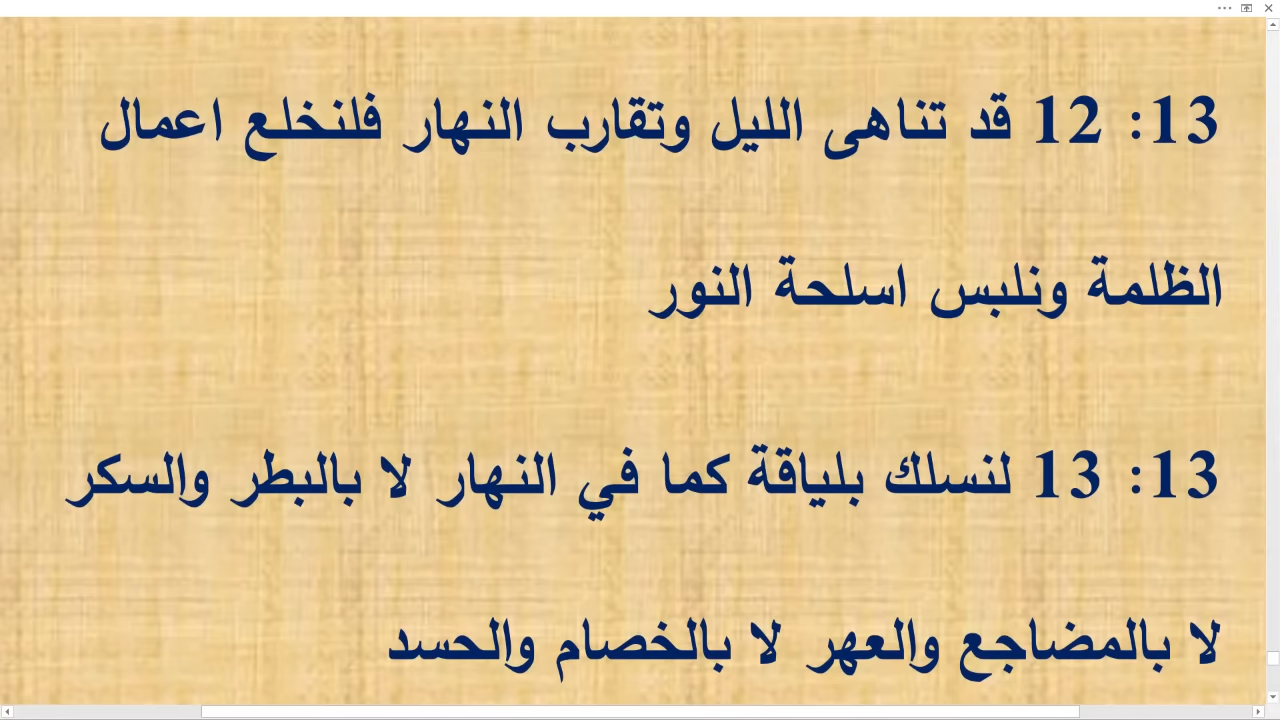 13: 12 قد تناهى الليل وتقارب النهار فلنخلع اعمال
الظلمة ونلبس اسلحة النور
13: 13 لنسلك بلياقة كما في النهار لا بالبطر والسكر
لا بالمضاجع والعهر لا بالخصام والحسد